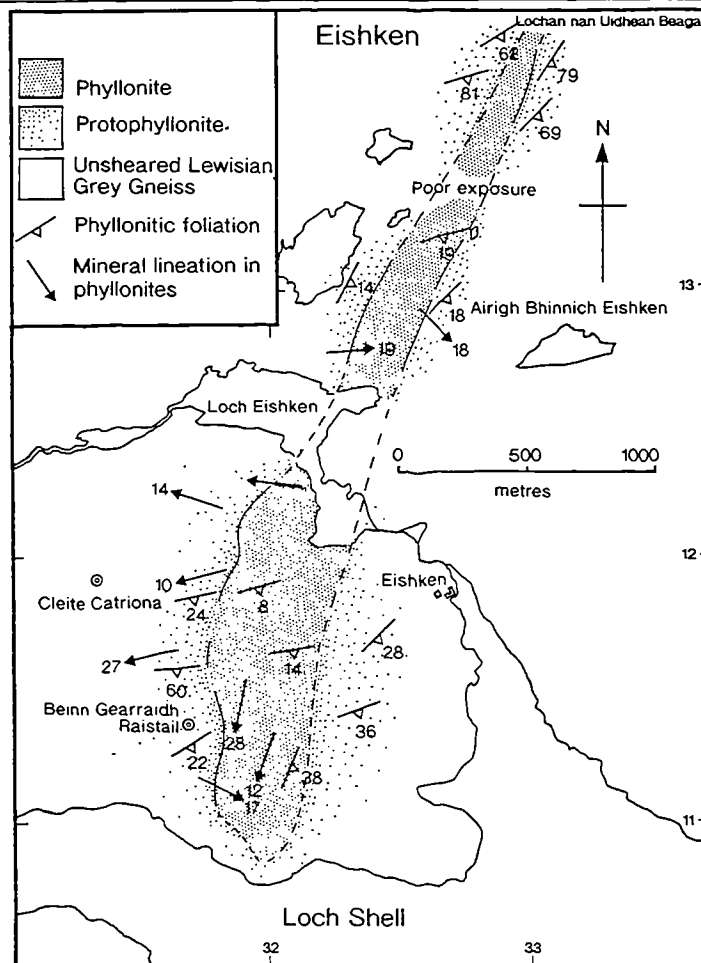 Eishken
Lochan nan Uidhean Beaga
Phyllonite
Protophyllonite.
Unsheared Lewisian
Grey Gneiss
Phyllonitic foliation
Mineral lineation in
phyllonites
62
79
81
69
N
Poor exposure
19
14
13
18
Airigh Bhinnich Eishken
19
18
Loch Eishken
0
5000
1000
metres
14
12
10
Cleite Catriona
24
8
Eishken
27
14
28
60
Beinn Gearraidh
Raistail
36
28
22
38
12
17
11
Loch Shell
32
33